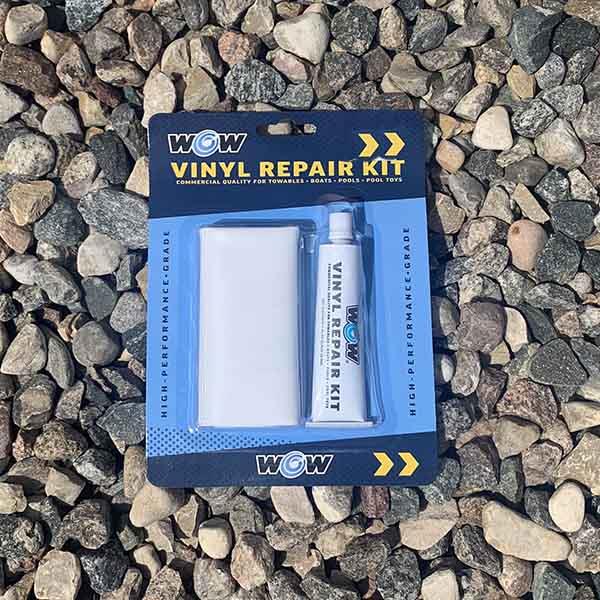 WOW
VINYL REPAIR KIT
COMMERCIAL QUALITY FOR TOWABLES • BOATS • POOLS • POOL TOYS
HIGH-PERFORMANCE-GRADE
WOW
VINYL REPAIR KIT
HIGH-PERFORMANCE-GRADE
WOW